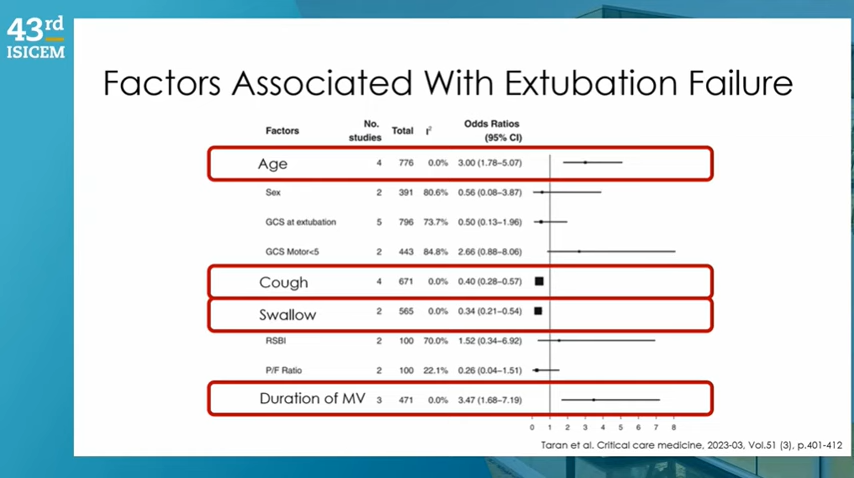 43rd
ISICEM
Factors Associated With Extubation Failure
Factors No. studies Total I² Odds Ratios (95% CI)
Age 4 776 0.0% 3.00 (1.78–5.07)
Sex 2 391 80.6% 0.56 (0.08–3.87)
GCS at extubation 5 796 73.7% 0.50 (0.13–1.96)
GCS Motor<5 2 443 84.8% 2.66 (0.88–8.06)
Cough 4 671 0.0% 0.40 (0.28–0.57)
Swallow 2 565 0.0% 0.34 (0.21–0.54)
RSBI 2 100 70.0% 1.52 (0.34–6.92)
P/F Ratio 2 100 22.1% 0.26 (0.04–1.51)
Duration of MV 3 471 0.0% 3.47 (1.68–7.19)
0 1 2 3 4 5 6 7 8
Taran et al. Critical care medicine, 2023-03, Vol.51 (3), p.401-412